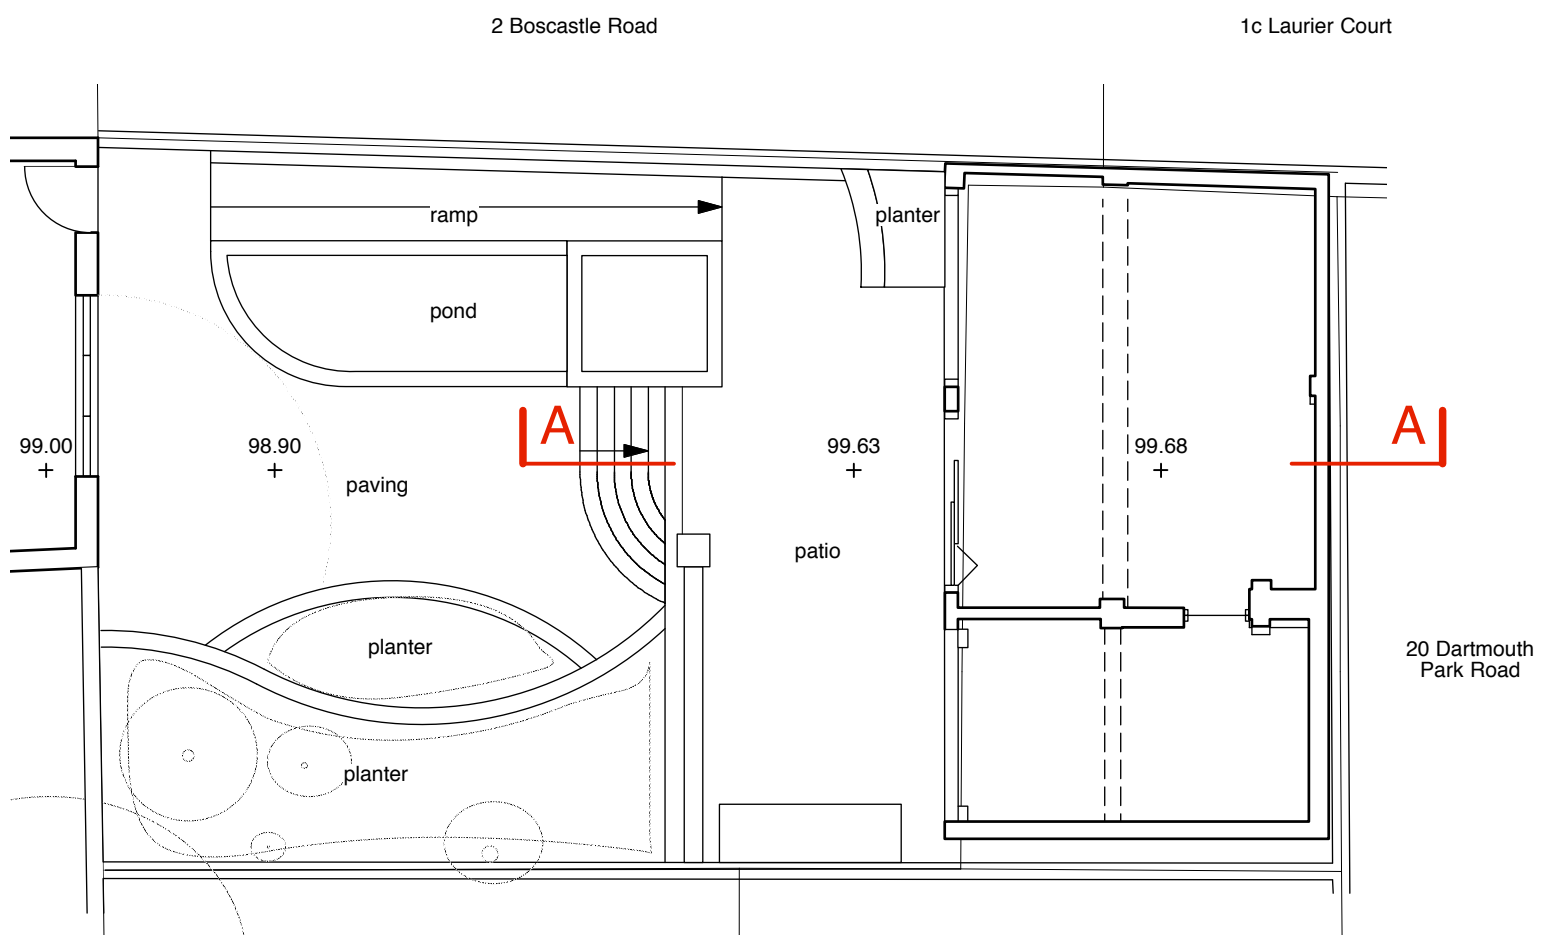 2 Boscastle Road
1c Laurier Court
ramp
planter
pond
A
A
99.00
98.90
99.63
99.68
paving
patio
planter
20 Dartmouth
Park Road
planter